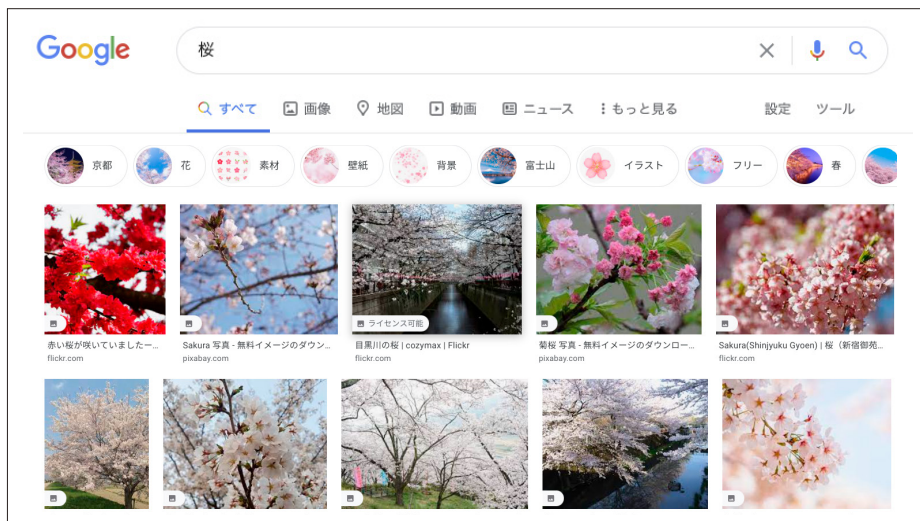 Google
桜
すべて 画像 地図 動画 ニュース もっと見る 設定 ツール
京都 花 素材 壁紙 背景 富士山 イラスト フリー 春
ライセンス可能
赤い桜が咲いていましたー... Sakura 写真 - 無料イメージのダウン... 目黒川の桜 | cozymax | Flickr 菊桜 写真 - 無料イメージのダウンロー... Sakura(Shinjyuku Gyoen) | 桜（新宿御苑...
flickr.com pixabay.com flickr.com pixabay.com flickr.com